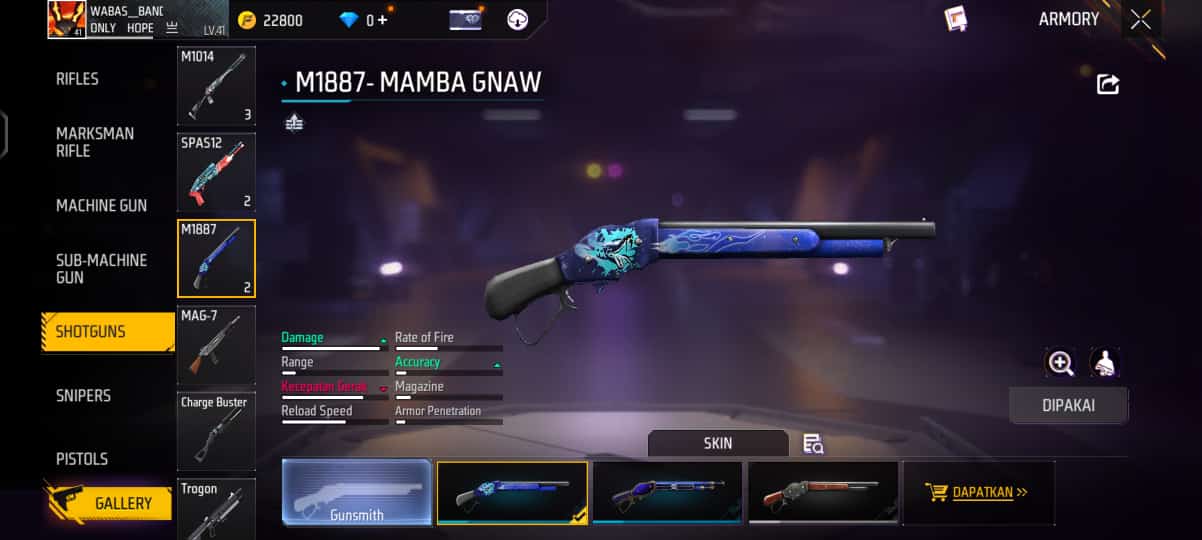 WABAS__BAND
ONLY HOPE
LV.41
41
22800
0 +
ARMORY
RIFLES
MARKSMAN
RIFLE
MACHINE GUN
SUB-MACHINE
GUN
SHOTGUNS
SNIPERS
PISTOLS
GALLERY
M1014
3
SPAS12
2
M1887
2
MAG-7
Charge Buster
Trogon
M1887- MAMBA GNAW
Damage
Rate of Fire
Range
Accuracy
Kecepatan Gerak
Magazine
Reload Speed
Armor Penetration
DIPAKAI
SKIN
Gunsmith
DAPATKAN >>